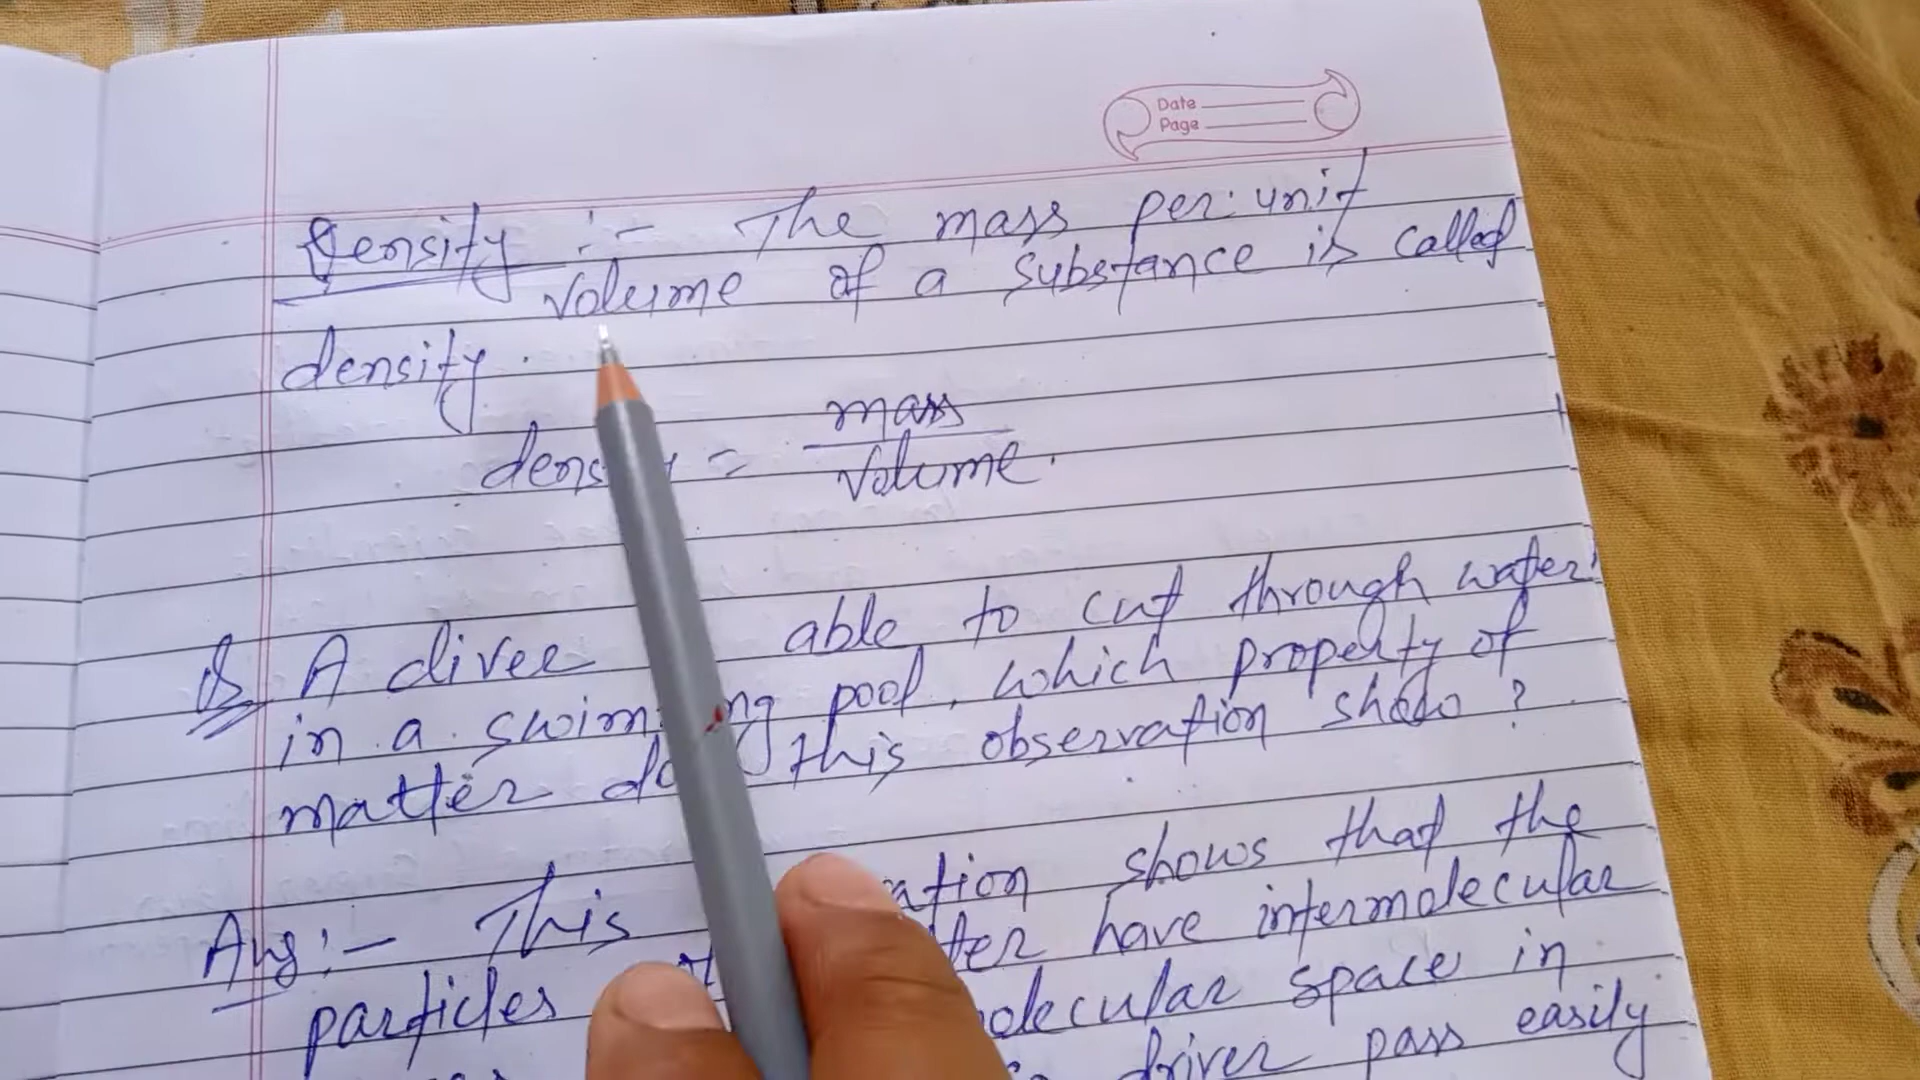 Date
Page
Density :- The mass per unit
volume of a substance is called
density.
mass
density = 
volume.
Q A diver able to cut through water
in a swimming pool. which property of
matter do this observation show?
Ans:- This shows that the
particles have intermolecular
space in
pass easily